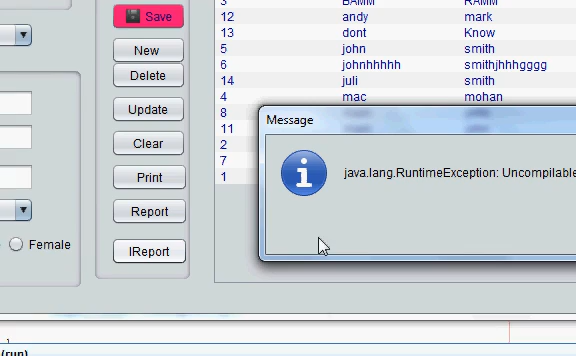 Save
New
Delete
Update
Clear
Print
Report
IReport
Female
3 BAMM RAMM
12 andy mark
13 dont Know
5 john smith
6 johnhhhhh smithjhhhgggg
14 juli smith
4 mac mohan
8
11
2
7
1
Message
java.lang.RuntimeException: Uncompilable
(run)